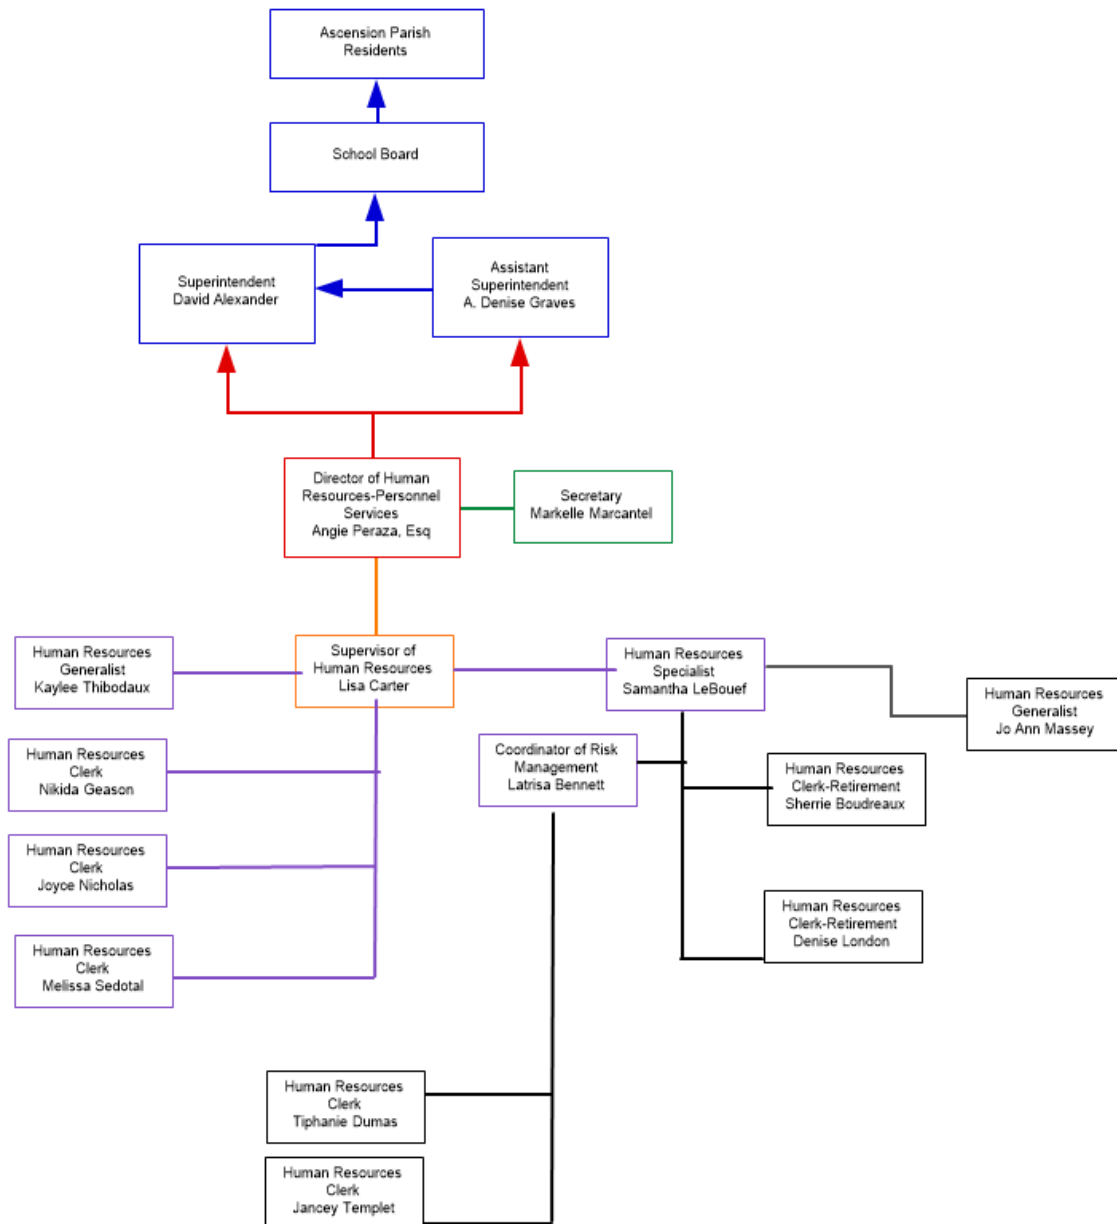 Ascension Parish
Residents
School Board
Superintendent
David Alexander
Assistant
Superintendent
A. Denise Graves
Director of Human
Resources-Personnel
Services
Angie Peraza, Esq
Secretary
Markelle Marcantel
Human Resources
Generalist
Kaylee Thibodaux
Supervisor of
Human Resources
Lisa Carter
Human Resources
Specialist
Samantha LeBouef
Human Resources
Generalist
Jo Ann Massey
Human Resources
Clerk
Nikida Geason
Coordinator of Risk
Management
Latrisa Bennett
Human Resources
Clerk-Retirement
Sherrie Boudreaux
Human Resources
Clerk
Joyce Nicholas
Human Resources
Clerk-Retirement
Denise London
Human Resources
Clerk
Melissa Sedotal
Human Resources
Clerk
Tiphanie Dumas
Human Resources
Clerk
Jancey Templet